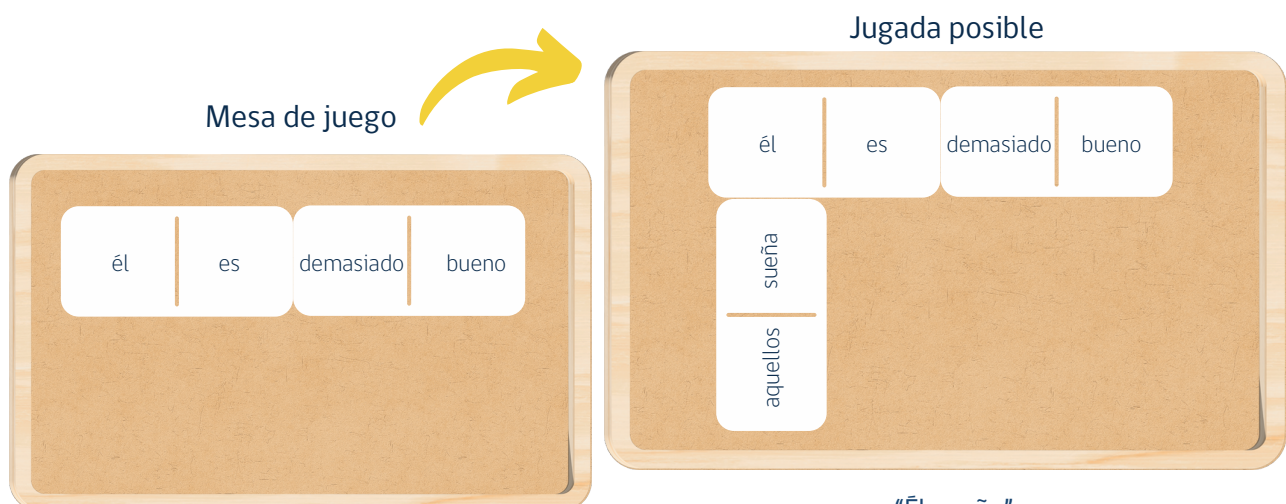 Jugada posible
Mesa de juego
él es demasiado bueno
él es demasiado bueno
sueña
aquellos